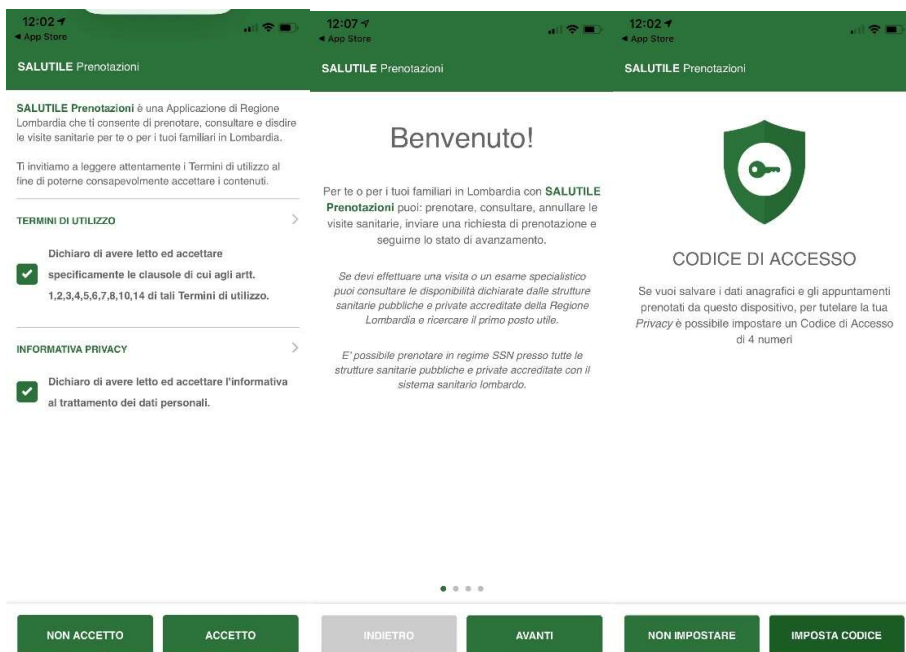 12:02
◀ App Store
SALUTILE Prenotazioni
SALUTILE Prenotazioni è una Applicazione di Regione
Lombardia che ti consente di prenotare, consultare e disdire
le visite sanitarie per te o per i tuoi familiari in Lombardia.
Ti invitiamo a leggere attentamente i Termini di utilizzo al
fine di poterne consapevolmente accettare i contenuti.
TERMINI DI UTILIZZO
Dichiaro di avere letto ed accettare
specificamente le clausole di cui agli artt.
1,2,3,4,5,6,7,8,10,14 di tali Termini di utilizzo.
INFORMATIVA PRIVACY
Dichiaro di avere letto ed accettare l'informativa
al trattamento dei dati personali.
NON ACCETTO
ACCETTO
12:07
◀ App Store
SALUTILE Prenotazioni
Benvenuto!
Per te o per i tuoi familiari in Lombardia con SALUTILE
Prenotazioni puoi: prenotare, consultare, annullare le
visite sanitarie, inviare una richiesta di prenotazione e
seguirne lo stato di avanzamento.
Se devi effettuare una visita o un esame specialistico
puoi consultare le disponibilità dichiarate dalle strutture
sanitarie pubbliche e private accreditate della Regione
Lombardia e ricercare il primo posto utile.
E' possibile prenotare in regime SSN presso tutte le
strutture sanitarie pubbliche e private accreditate con il
sistema sanitario lombardo.
INDIETRO
AVANTI
12:02
◀ App Store
SALUTILE Prenotazioni
CODICE DI ACCESSO
Se vuoi salvare i dati anagrafici e gli appuntamenti
prenotati da questo dispositivo, per tutelare la tua
Privacy è possibile impostare un Codice di Accesso
di 4 numeri
NON IMPOSTARE
IMPOSTA CODICE